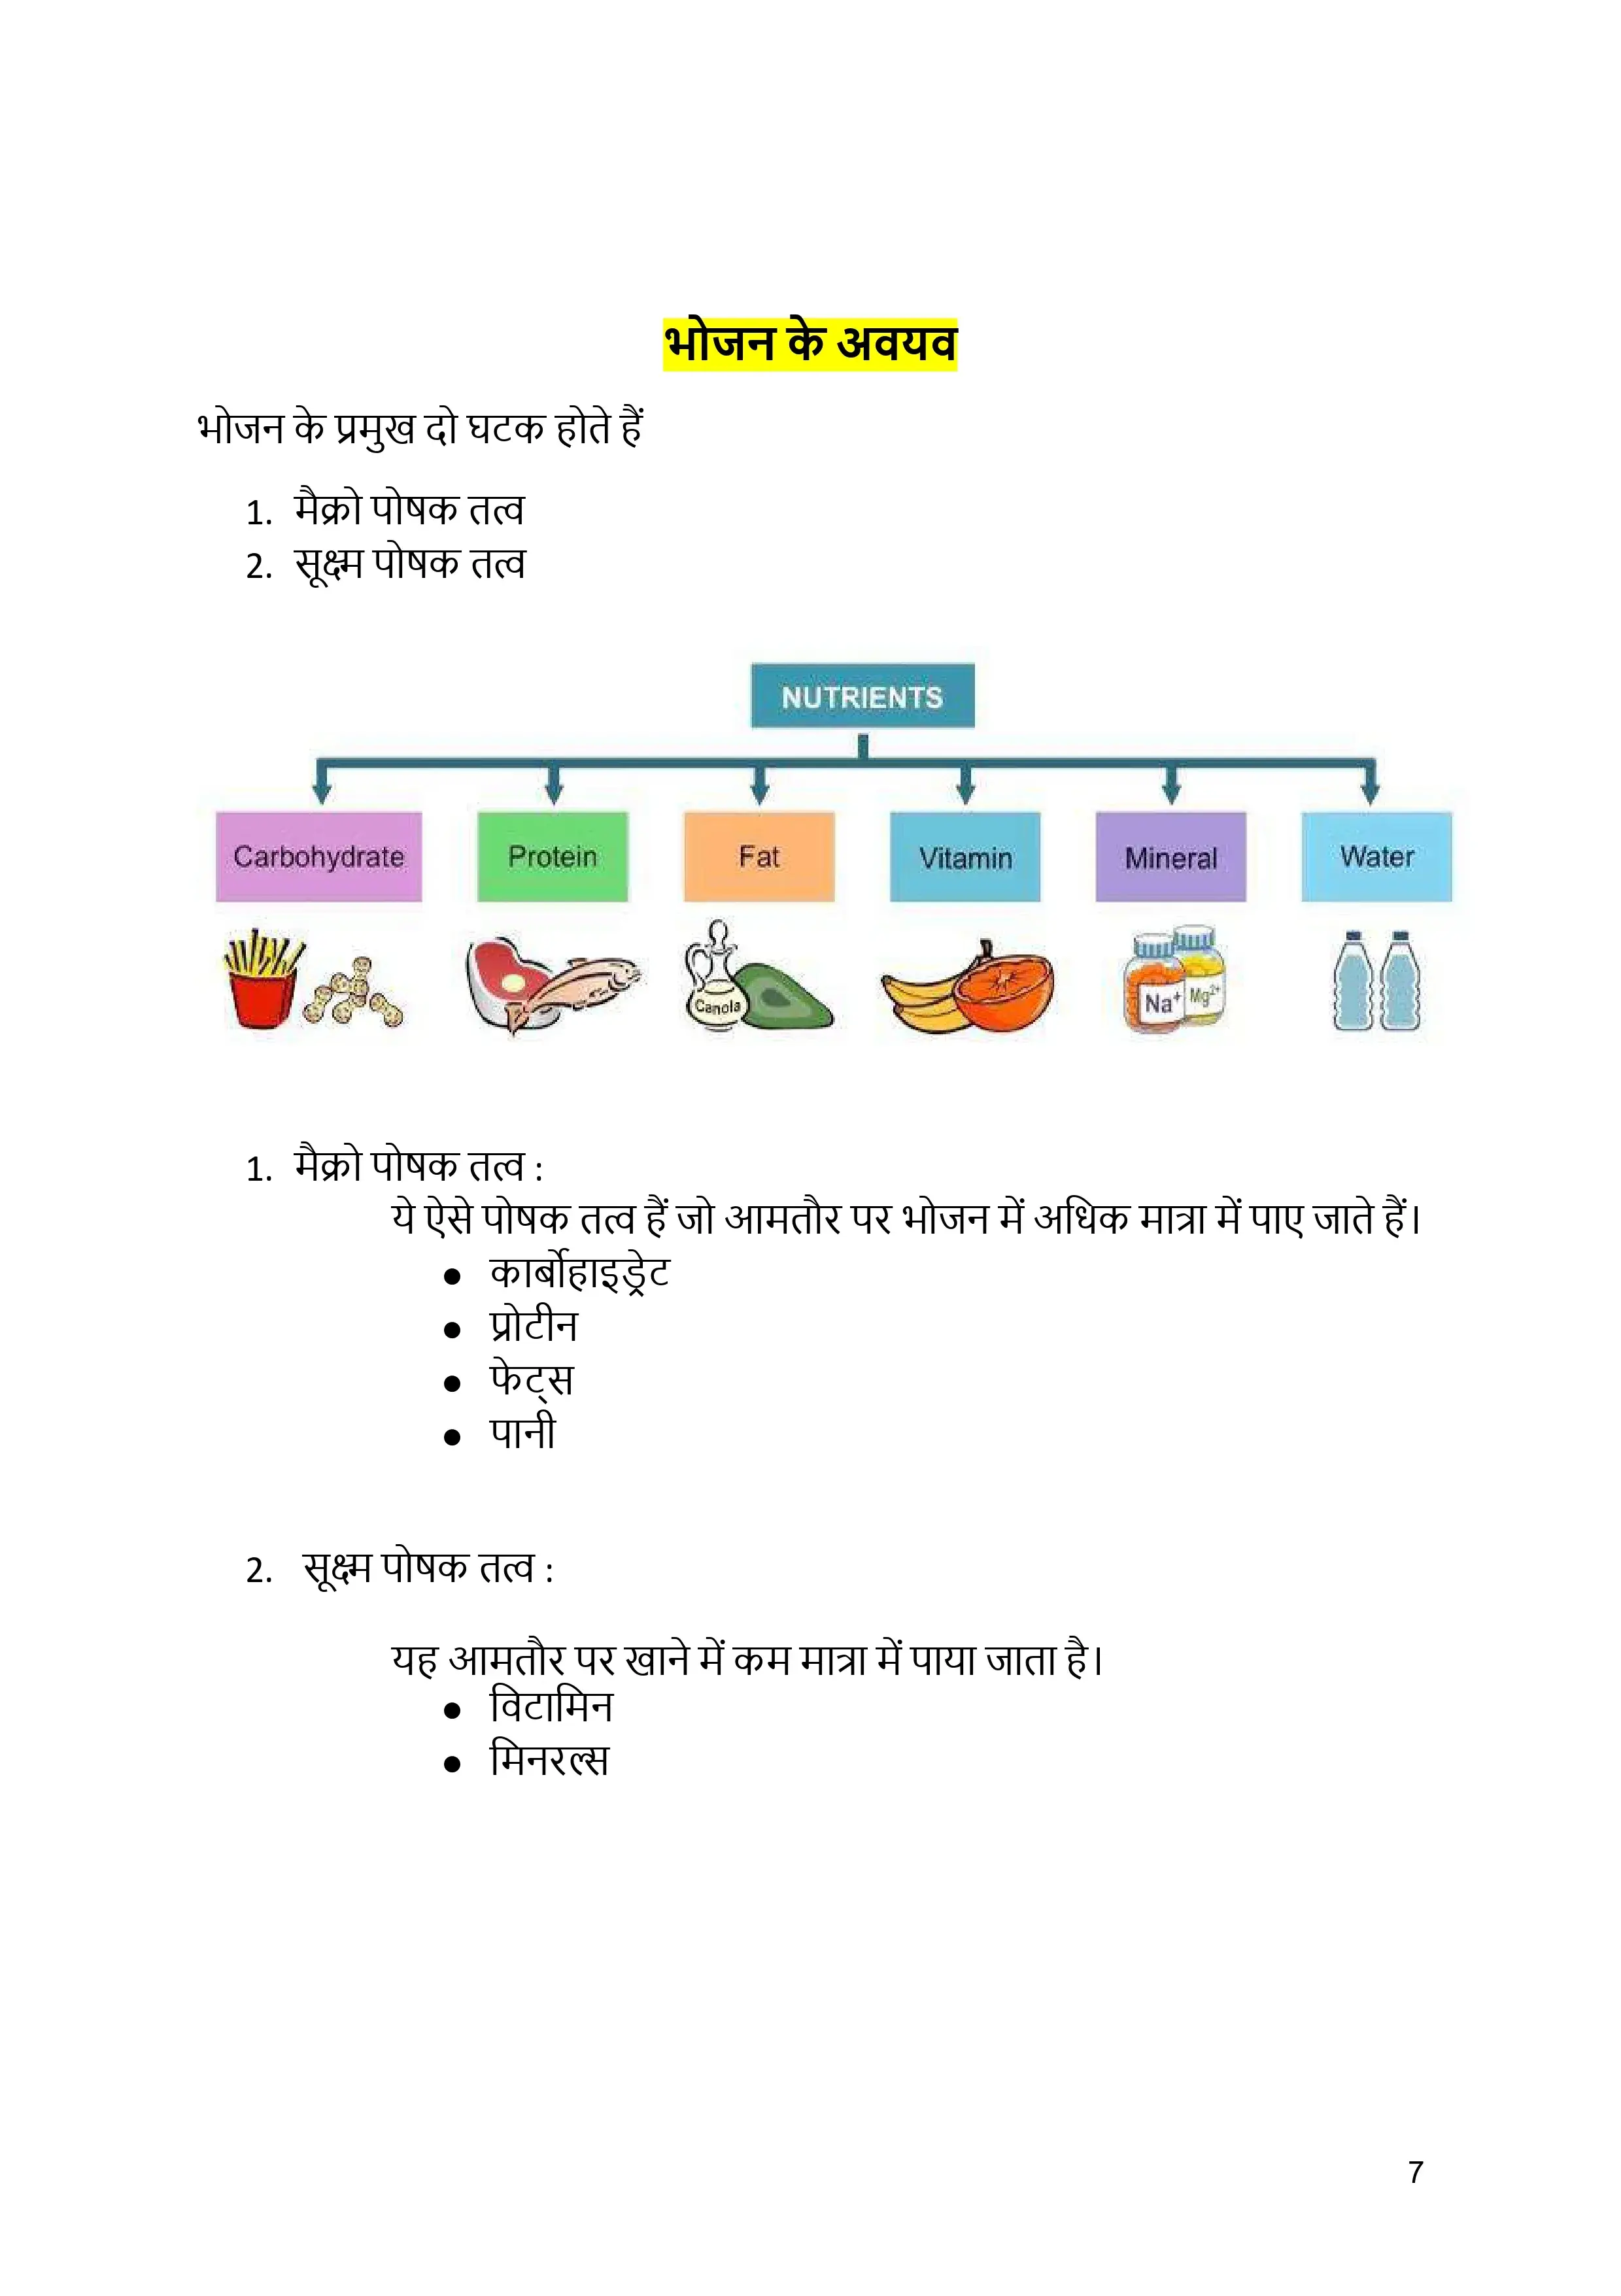 भोजन के अवयव
भोजन के प्रमुख दो घटक होते हैं
1. मैक्रो पोषक तत्व
2. सूक्ष्म पोषक तत्व
NUTRIENTS
Carbohydrate Protein Fat Vitamin Mineral Water
Canola Na+ Mg2+
1. मैक्रो पोषक तत्व :
ये ऐसे पोषक तत्व हैं जो आमतौर पर भोजन में अधिक मात्रा में पाए जाते हैं।
● कार्बोहाइड्रेट
● प्रोटीन
● फेट्स
● पानी
2. सूक्ष्म पोषक तत्व :
यह आमतौर पर खाने में कम मात्रा में पाया जाता है।
● विटामिन
● मिनरल्स
7